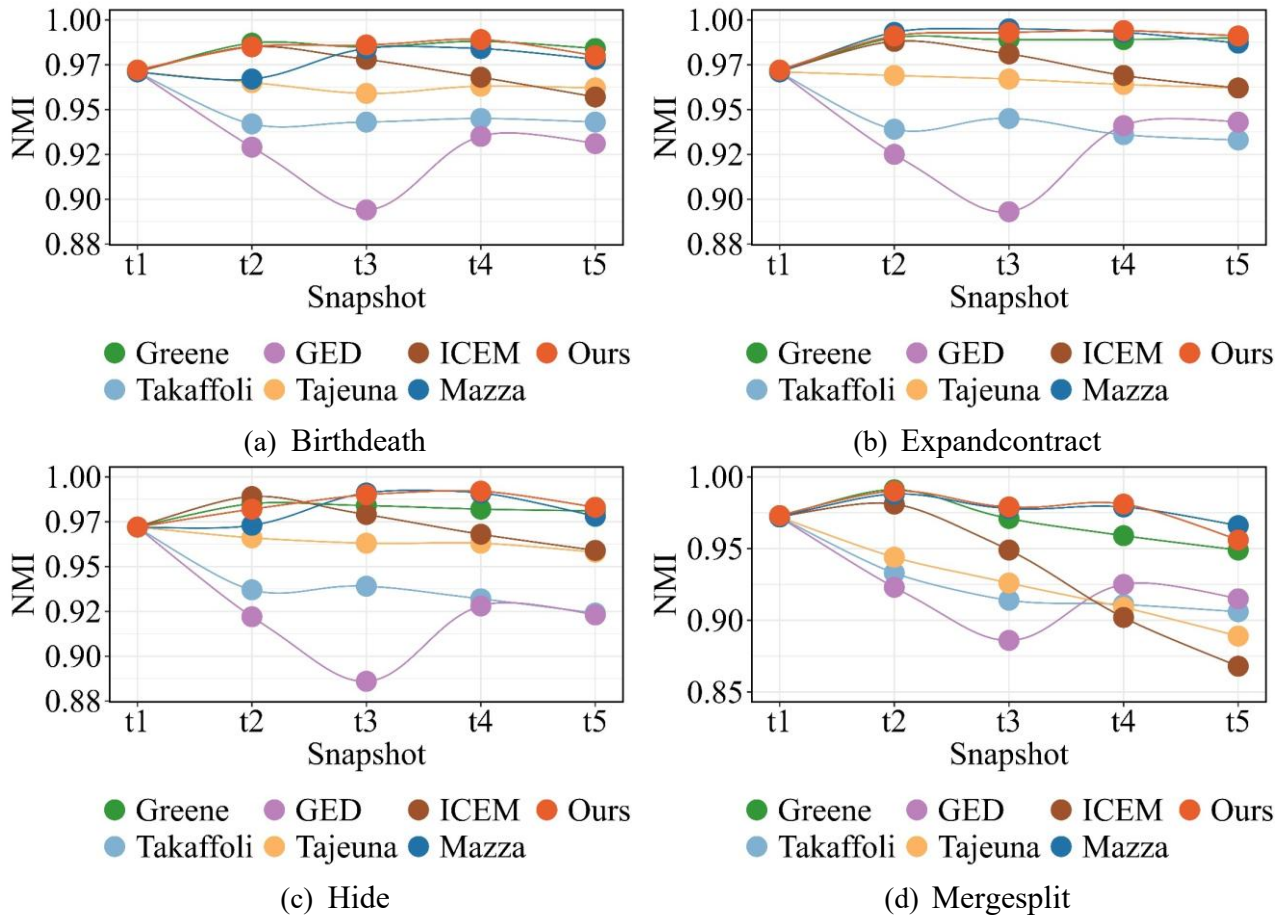 NMI
1.00
0.97
0.95
0.92
0.90
0.88
t1 t2 t3 t4 t5
Snapshot
Greene GED ICEM Ours
Takaffoli Tajeuna Mazza
(a) Birthdeath
NMI
1.00
0.97
0.95
0.92
0.90
0.88
t1 t2 t3 t4 t5
Snapshot
Greene GED ICEM Ours
Takaffoli Tajeuna Mazza
(b) Expandcontract
NMI
1.00
0.97
0.95
0.92
0.90
0.88
t1 t2 t3 t4 t5
Snapshot
Greene GED ICEM Ours
Takaffoli Tajeuna Mazza
(c) Hide
NMI
1.00
0.95
0.90
0.85
t1 t2 t3 t4 t5
Snapshot
Greene GED ICEM Ours
Takaffoli Tajeuna Mazza
(d) Mergesplit